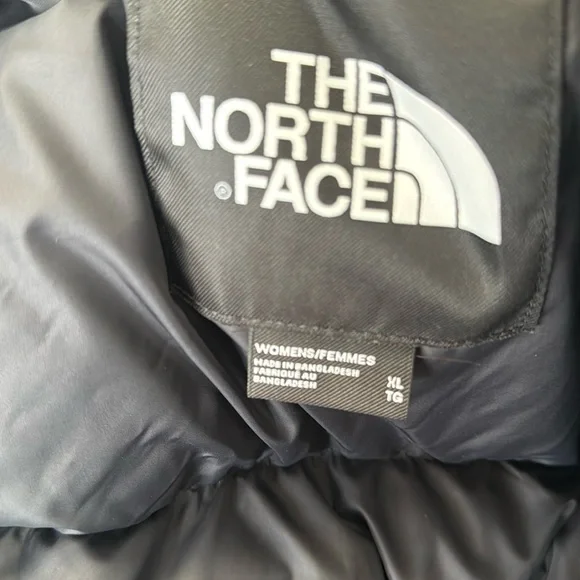 THE
NORTH
® FACE
WOMENS/FEMMES
MADE IN BANGLADESH
FABRIQUÉ AU
BANGLADESH
XL
TG